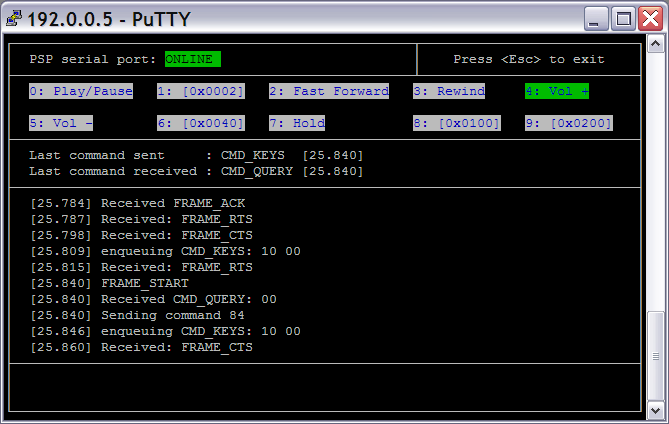 192.0.0.5 - PuTTY
PSP serial port: ONLINE Press <Esc> to exit
0: Play/Pause 1: [0x0002] 2: Fast Forward 3: Rewind 4: Vol +
5: Vol - 6: [0x0040] 7: Hold 8: [0x0100] 9: [0x0200]
Last command sent : CMD_KEYS [25.840]
Last command received : CMD_QUERY [25.840]
[25.784] Received FRAME_ACK
[25.787] Received: FRAME_RTS
[25.798] Received: FRAME_CTS
[25.809] enqueuing CMD_KEYS: 10 00
[25.815] Received: FRAME_RTS
[25.840] FRAME_START
[25.840] Received CMD_QUERY: 00
[25.840] Sending command 84
[25.846] enqueuing CMD_KEYS: 10 00
[25.860] Received: FRAME_CTS